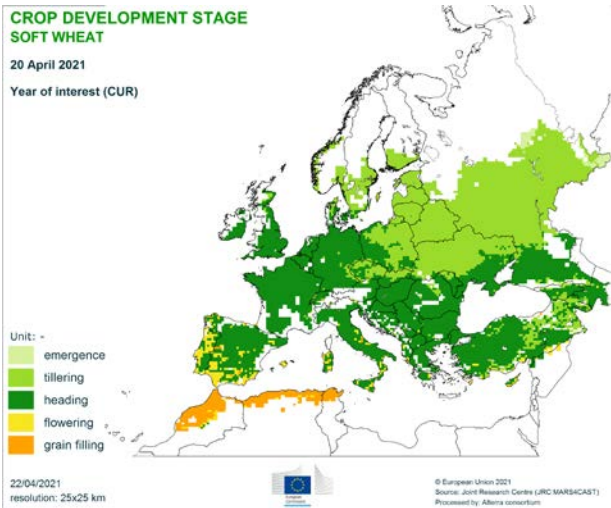 CROP DEVELOPMENT STAGE
SOFT WHEAT
20 April 2021
Year of interest (CUR)
Unit: -
emergence
tillering
heading
flowering
grain filling
22/04/2021
resolution: 25x25 km
European
Commission
© European Union 2021
Source: Joint Research Centre (JRC MARS4CAST)
Processed by: Alterra consortium